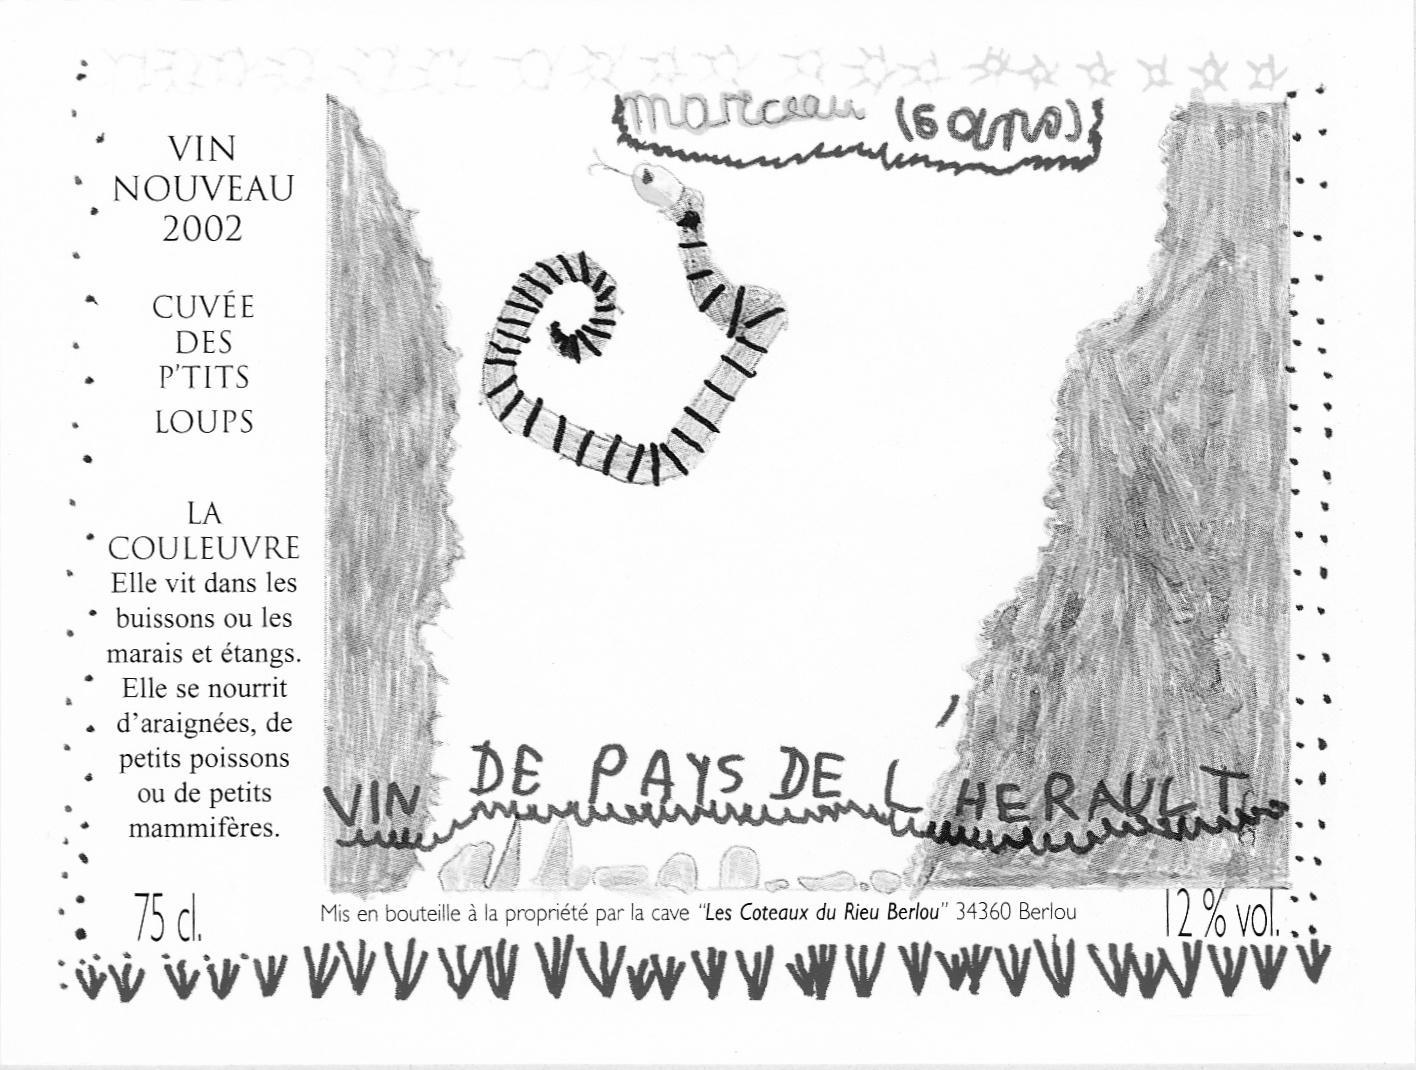 marceau (6 ans)
VIN
NOUVEAU
2002
CUVÉE
DES
P'TITS
LOUPS
LA
COULEUVRE
Elle vit dans les
buissons ou les
marais et étangs.
Elle se nourrit
d'araignées, de
petits poissons
ou de petits
mammifères.
VIN DE PAYS DE L'HERAULT
75 cl.
Mis en bouteille à la propriété par la cave "Les Coteaux du Rieu Berlou" 34360 Berlou
12 % vol.